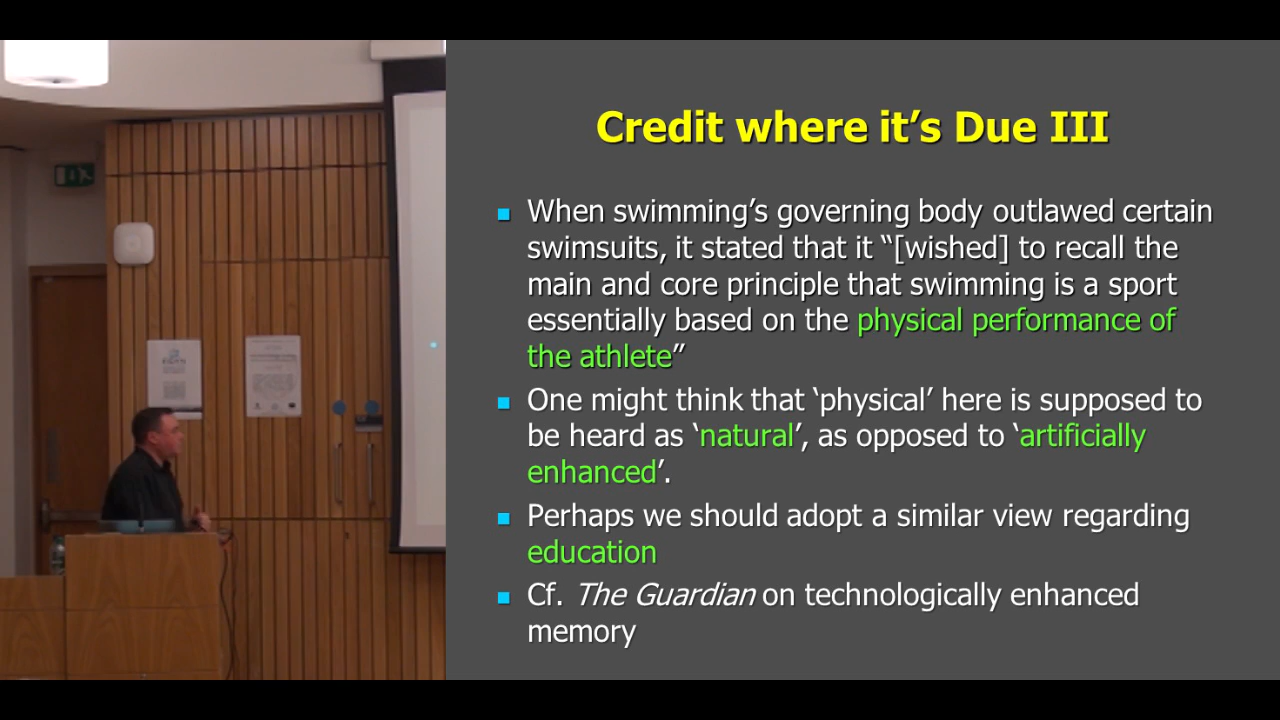 Credit where it’s Due III
When swimming’s governing body outlawed certain
swimsuits, it stated that it “[wished] to recall the
main and core principle that swimming is a sport
essentially based on the physical performance of
the athlete”
One might think that ‘physical’ here is supposed to
be heard as ‘natural’, as opposed to ‘artificially
enhanced’.
Perhaps we should adopt a similar view regarding
education
Cf. The Guardian on technologically enhanced
memory